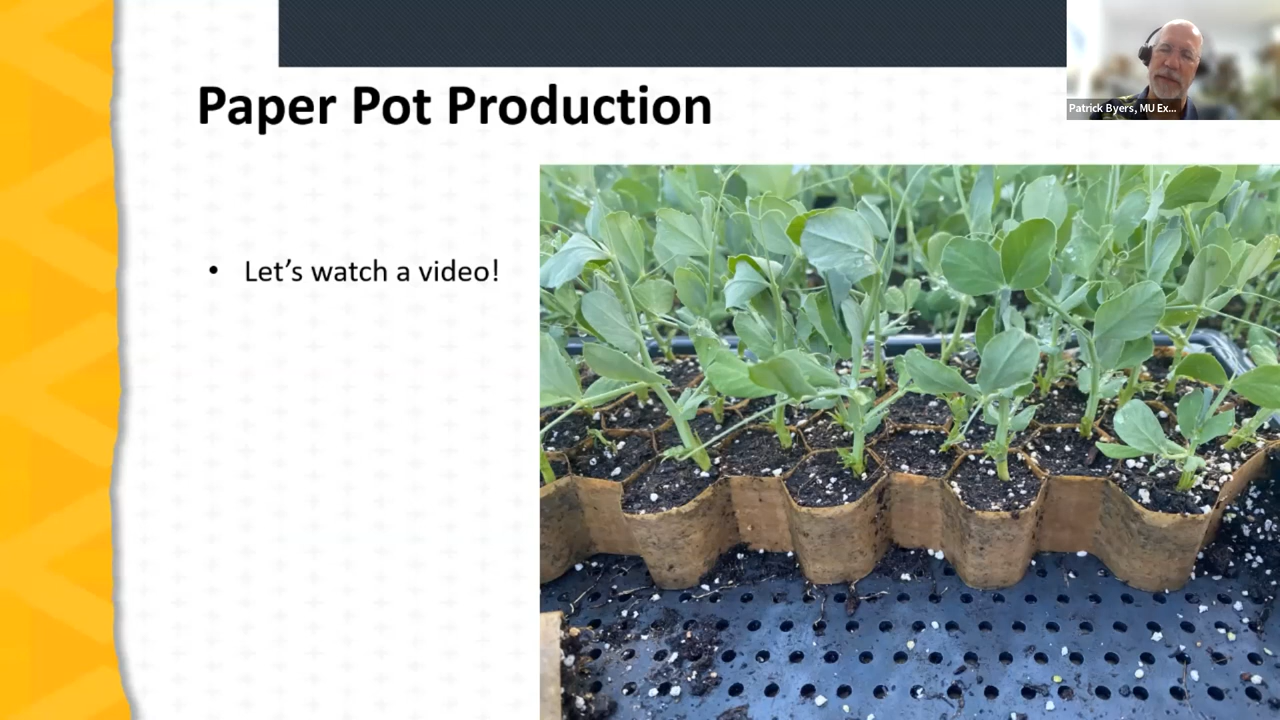 Paper Pot Production
Patrick Byers, MU Ex...
• Let's watch a video!